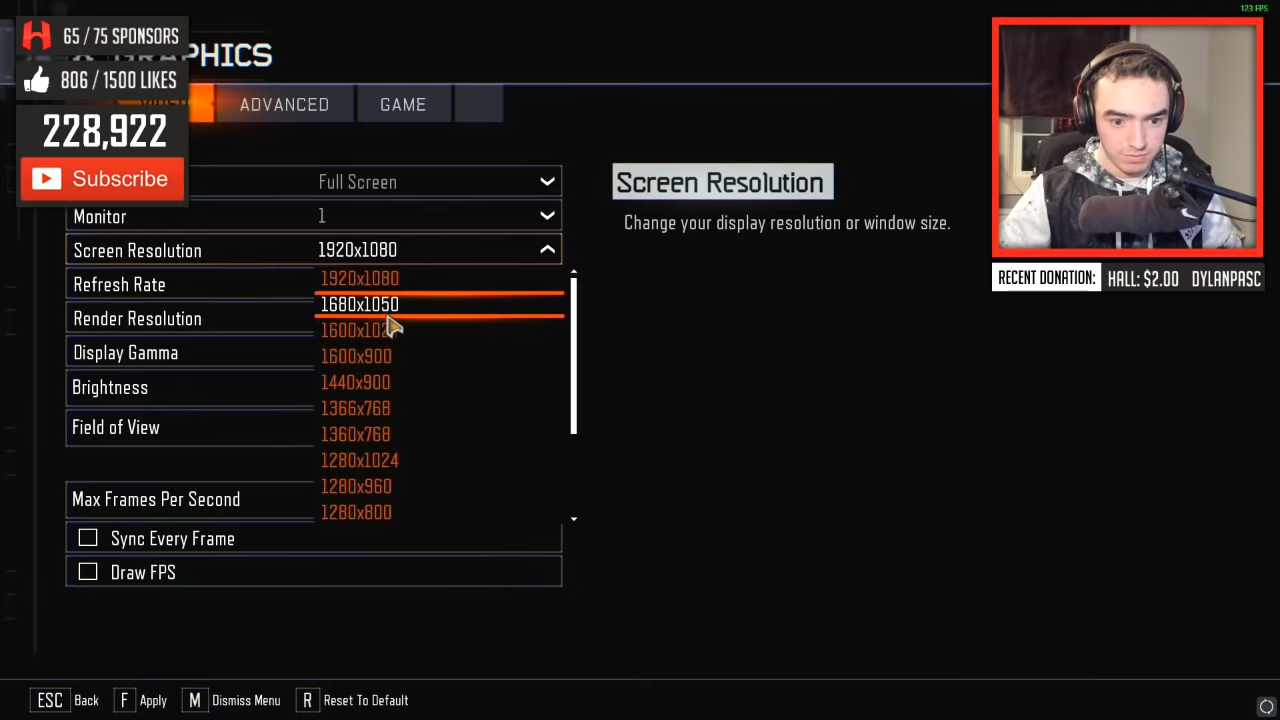 123 FPS
65 / 75 SPONSORS
GRAPHICS
806 / 1500 LIKES
ADVANCED
GAME
228,922
Subscribe
Full Screen
Screen Resolution
Monitor 1
Change your display resolution or window size.
Screen Resolution 1920x1080
RECENT DONATION: HALL: $2.00 DYLANPASC
Refresh Rate
1920x1080
1680x1050
Render Resolution
Display Gamma
1600x900
1440x900
Brightness
1366x768
Field of View
1360x768
1280x1024
1280x960
Max Frames Per Second
1280x800
Sync Every Frame
Draw FPS
ESC Back F Apply M Dismiss Menu R Reset To Default